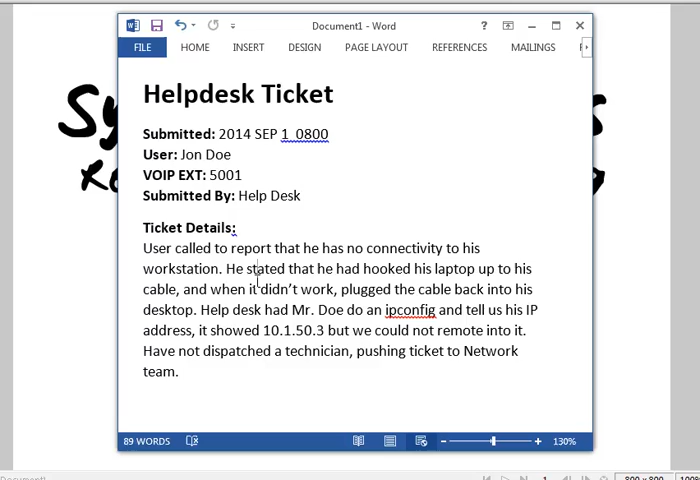 Document1 - Word
FILE HOME INSERT DESIGN PAGE LAYOUT REFERENCES MAILINGS
Helpdesk Ticket
Submitted: 2014 SEP 1 0800
User: Jon Doe
VOIP EXT: 5001
Submitted By: Help Desk
Ticket Details:
User called to report that he has no connectivity to his
workstation. He stated that he had hooked his laptop up to his
cable, and when it didn’t work, plugged the cable back into his
desktop. Help desk had Mr. Doe do an ipconfig and tell us his IP
address, it showed 10.1.50.3 but we could not remote into it.
Have not dispatched a technician, pushing ticket to Network
team.
89 WORDS 130%
Document1 1 800 x 800 100%